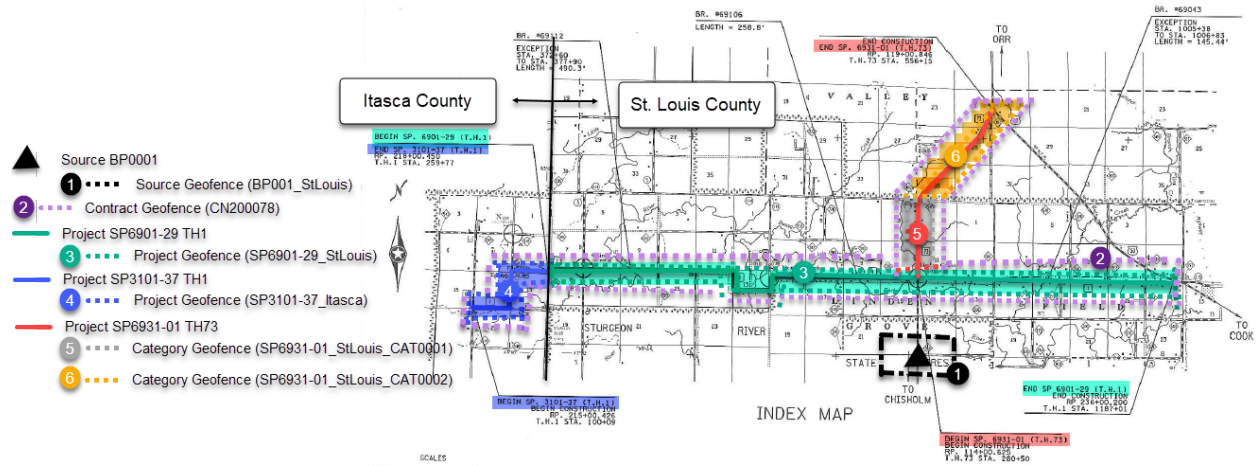 BR. #69112
EXCEPTION
STA. 372+60
TO STA. 377+90
LENGTH = 490.3'
BR. #69106
LENGTH = 258.8'
BR. #69043
EXCEPTION
STA. 1005+38
TO STA. 1006+83
LENGTH = 145.44'
END CONSTUCTION
END SP. 6931-01 (T.H.73)
RP. 119+00.846
T.H.73 STA. 556+15
TO
ORR
Itasca County
St. Louis County
VALLEY
BEGIN SP. 6901-29 (T.H.1)
END SP. 3101-37 (T.H.1)
RP. 218+00.450
T.H.1 STA. 259+77
Source BP0001
1 Source Geofence (BP001_StLouis)
2 Contract Geofence (CN200078)
Project SP6901-29 TH1
3 Project Geofence (SP6901-29_StLouis)
Project SP3101-37 TH1
4 Project Geofence (SP3101-37_Itasca)
Project SP6931-01 TH73
5 Category Geofence (SP6931-01_StLouis_CAT0001)
6 Category Geofence (SP6931-01_StLouis_CAT0002)
6
5
2
3
4
LINDEN
FIELD
STURGEON
RIVER
GROVE
TO
COOK
STATE
1
TO
CHISHOLM
INDEX MAP
BEGIN SP. 3101-37 (T.H.1)
BEGIN CONSTRUCTION
RP. 215+00.426
T.H.1 STA. 100+09
END SP 6901-29 (T.H.1)
END CONSTRUCTION
RP 236+00.200
T.H.1 STA. 1187+01
BEGIN SP. 6931-01 (T.H.73)
BEGIN CONSTRUCTION
RP. 114+00.625
T.H.73 STA. 280+50
SCALES